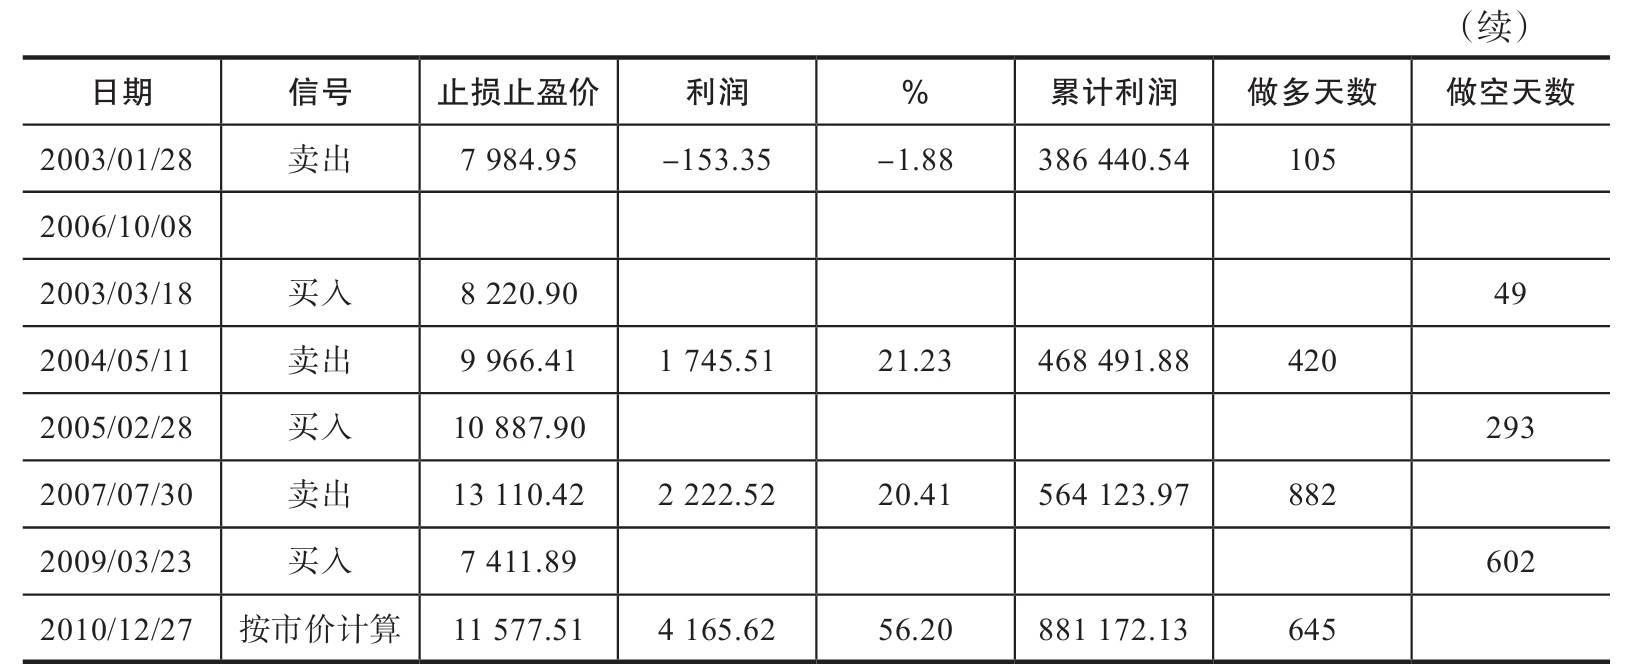 （续）
日期 信号 止损止盈价 利润 % 累计利润 做多天数 做空天数
2003/01/28 卖出 7 984.95 –153.35 –1.88 386 440.54 105
2006/10/08
2003/03/18 买入 8 220.90 49
2004/05/11 卖出 9 966.41 1 745.51 21.23 468 491.88 420
2005/02/28 买入 10 887.90 293
2007/07/30 卖出 13 110.42 2 222.52 20.41 564 123.97 882
2009/03/23 买入 7 411.89 602
2010/12/27 按市价计算 11 577.51 4 165.62 56.20 881 172.13 645